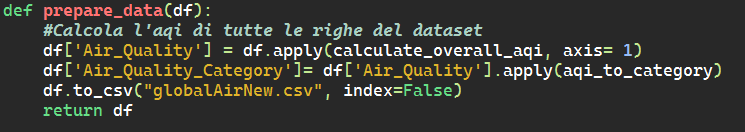 def prepare_data(df):
    #Calcola l'aqi di tutte le righe del dataset
    df['Air_Quality'] = df.apply(calculate_overall_aqi, axis= 1)
    df['Air_Quality_Category']= df['Air_Quality'].apply(aqi_to_category)
    df.to_csv("globalAirNew.csv", index=False)
    return df